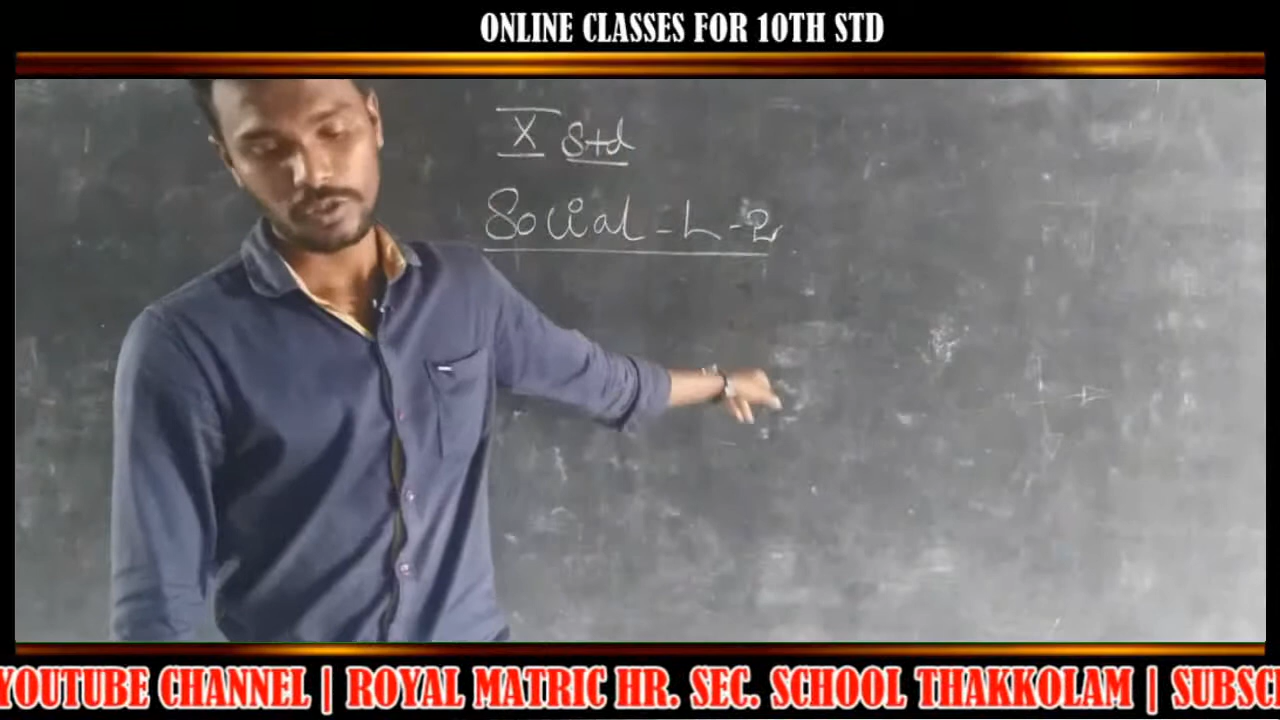 ONLINE CLASSES FOR 10TH STD
X Std
Social - L - 2
YOUTUBE CHANNEL | ROYAL MATRIC HR. SEC. SCHOOL THAKKOLAM | SUBSC